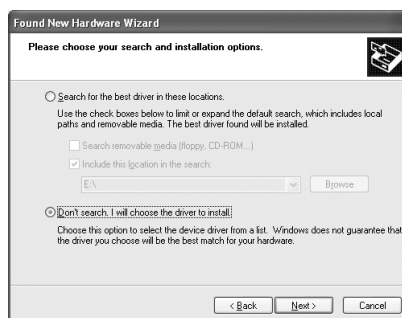 Found New Hardware Wizard
Please choose your search and installation options.
Search for the best driver in these locations.
Use the check boxes below to limit or expand the default search, which includes local
paths and removable media. The best driver found will be installed.
Search removable media (floppy, CD-ROM...)
Include this location in the search:
E:\
Browse
Don't search. I will choose the driver to install.
Choose this option to select the device driver from a list. Windows does not guarantee that
the driver you choose will be the best match for your hardware.
< Back
Next >
Cancel